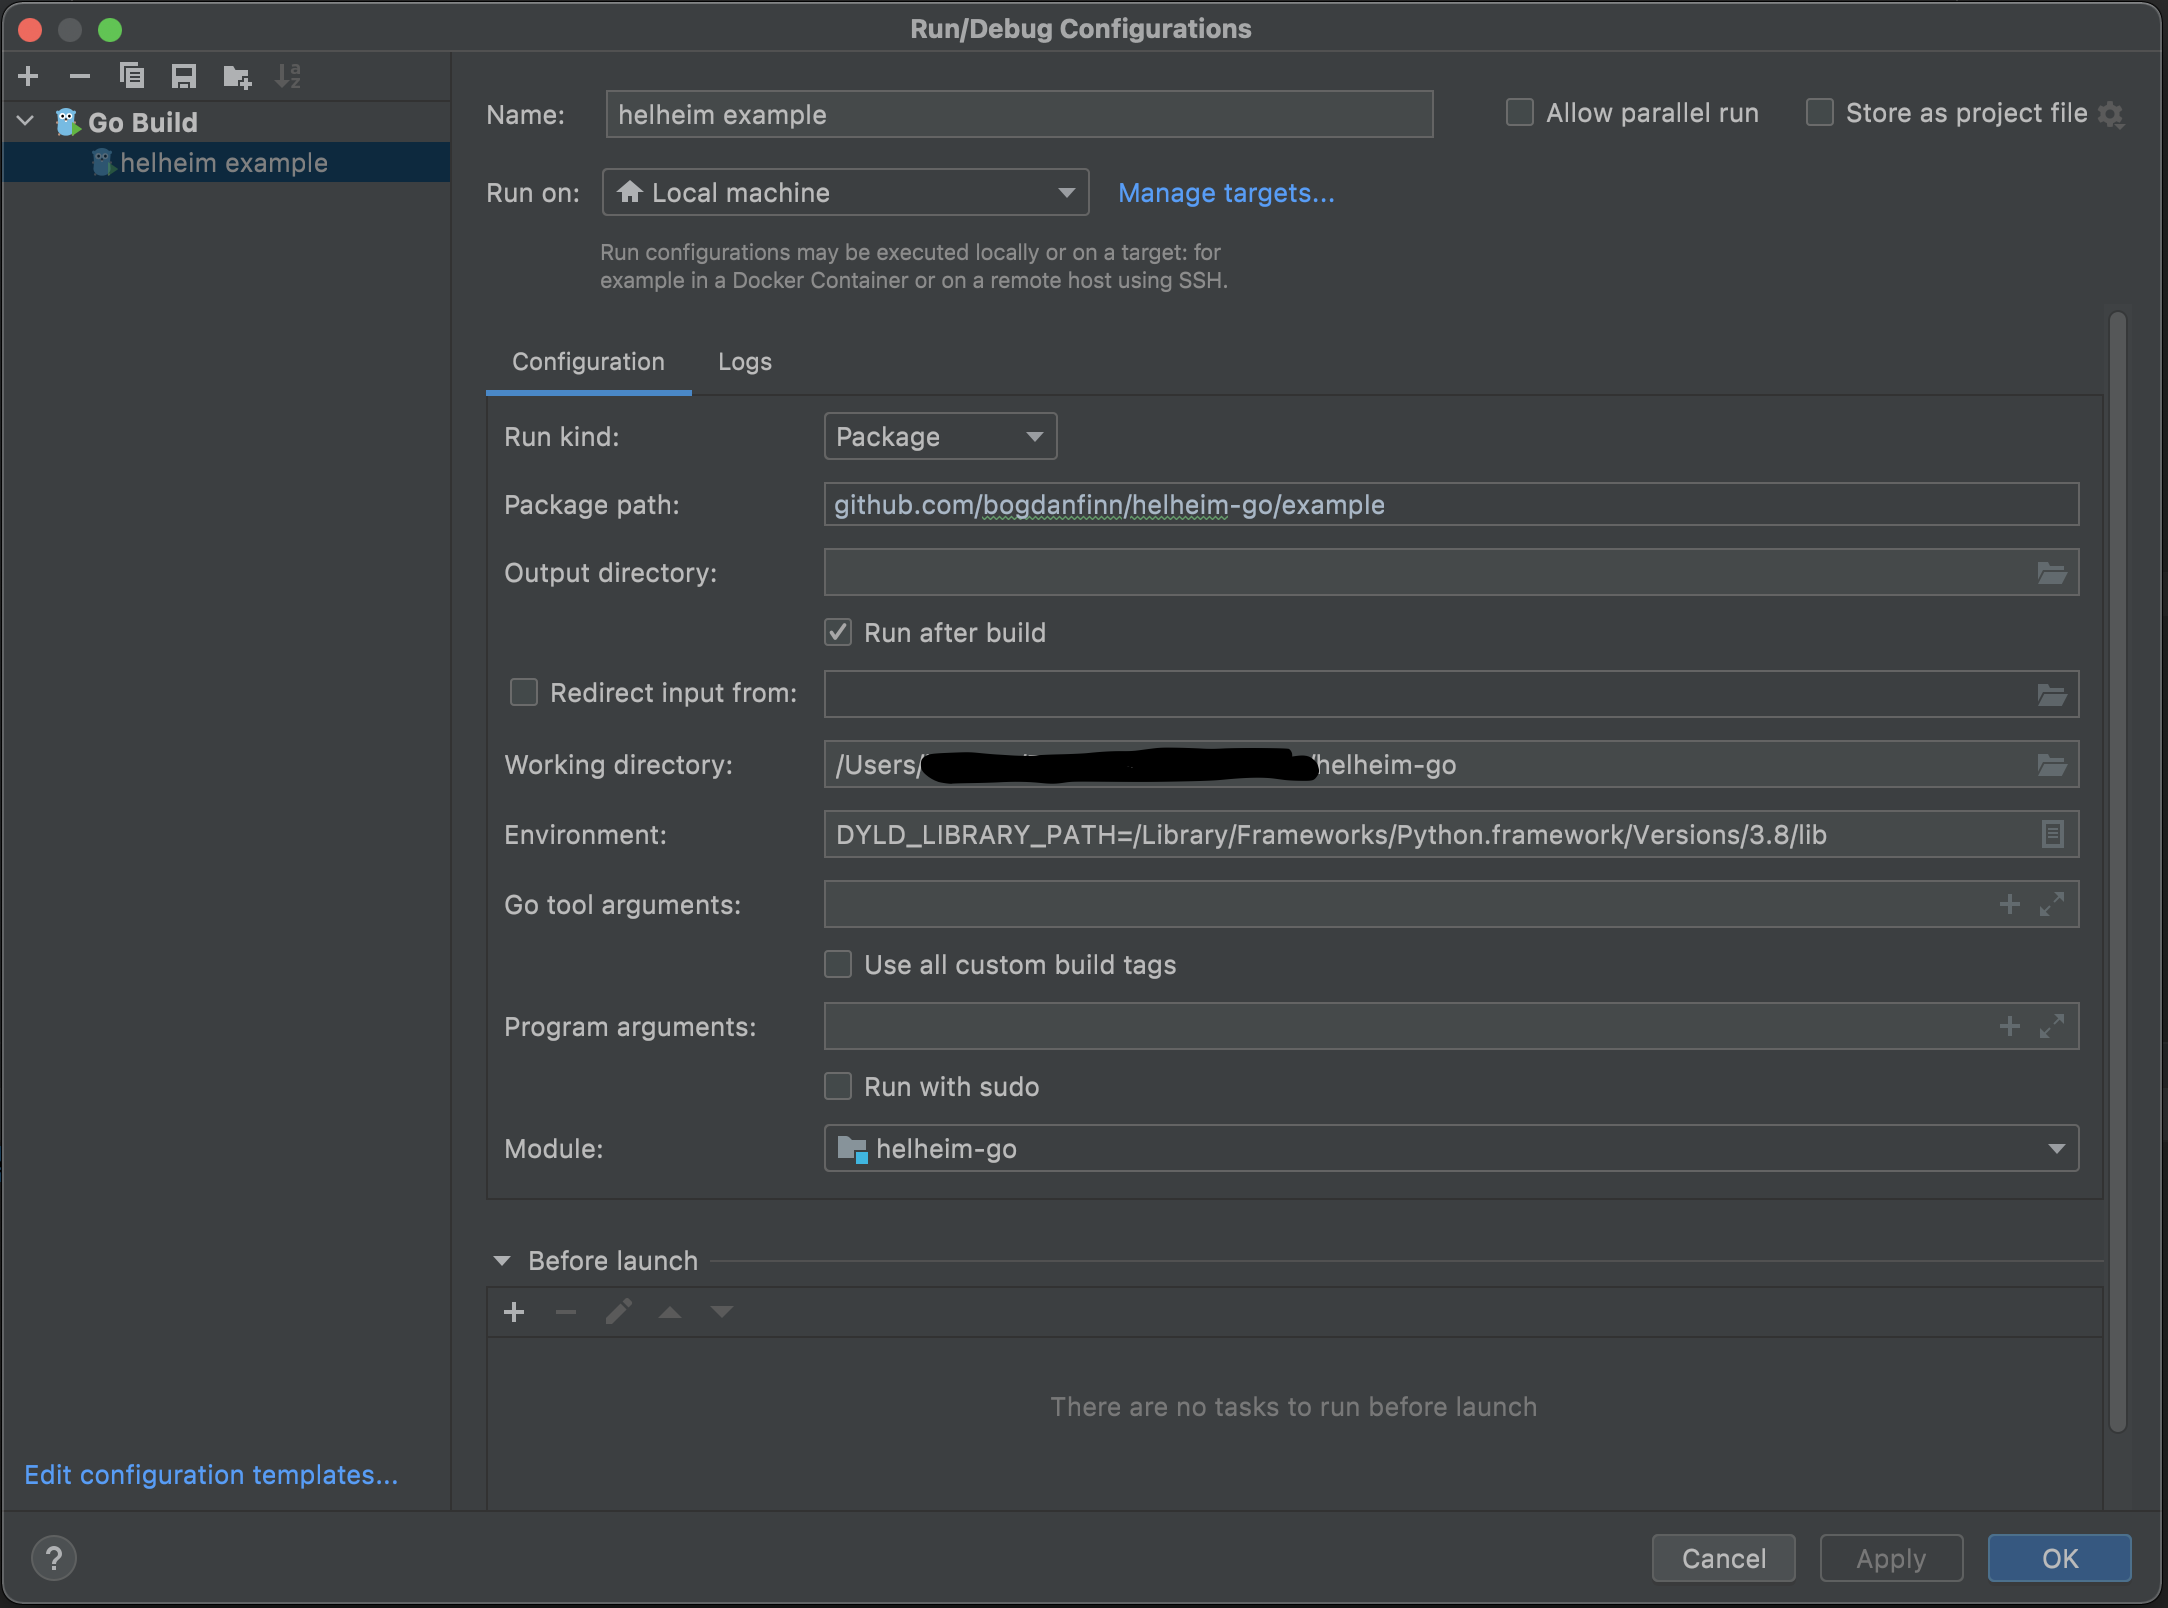 Run/Debug Configurations
Go Build
helheim example
Edit configuration templates...
Name: helheim example
Allow parallel run
Store as project file
Run on: Local machine
Manage targets...
Run configurations may be executed locally or on a target: for
example in a Docker Container or on a remote host using SSH.
Configuration Logs
Run kind: Package
Package path: github.com/bogdanfinn/helheim-go/example
Output directory:
Run after build
Redirect input from:
Working directory: /Users/ /helheim-go
Environment: DYLD_LIBRARY_PATH=/Library/Frameworks/Python.framework/Versions/3.8/lib
Go tool arguments:
Use all custom build tags
Program arguments:
Run with sudo
Module: helheim-go
Before launch
There are no tasks to run before launch
? Cancel Apply OK